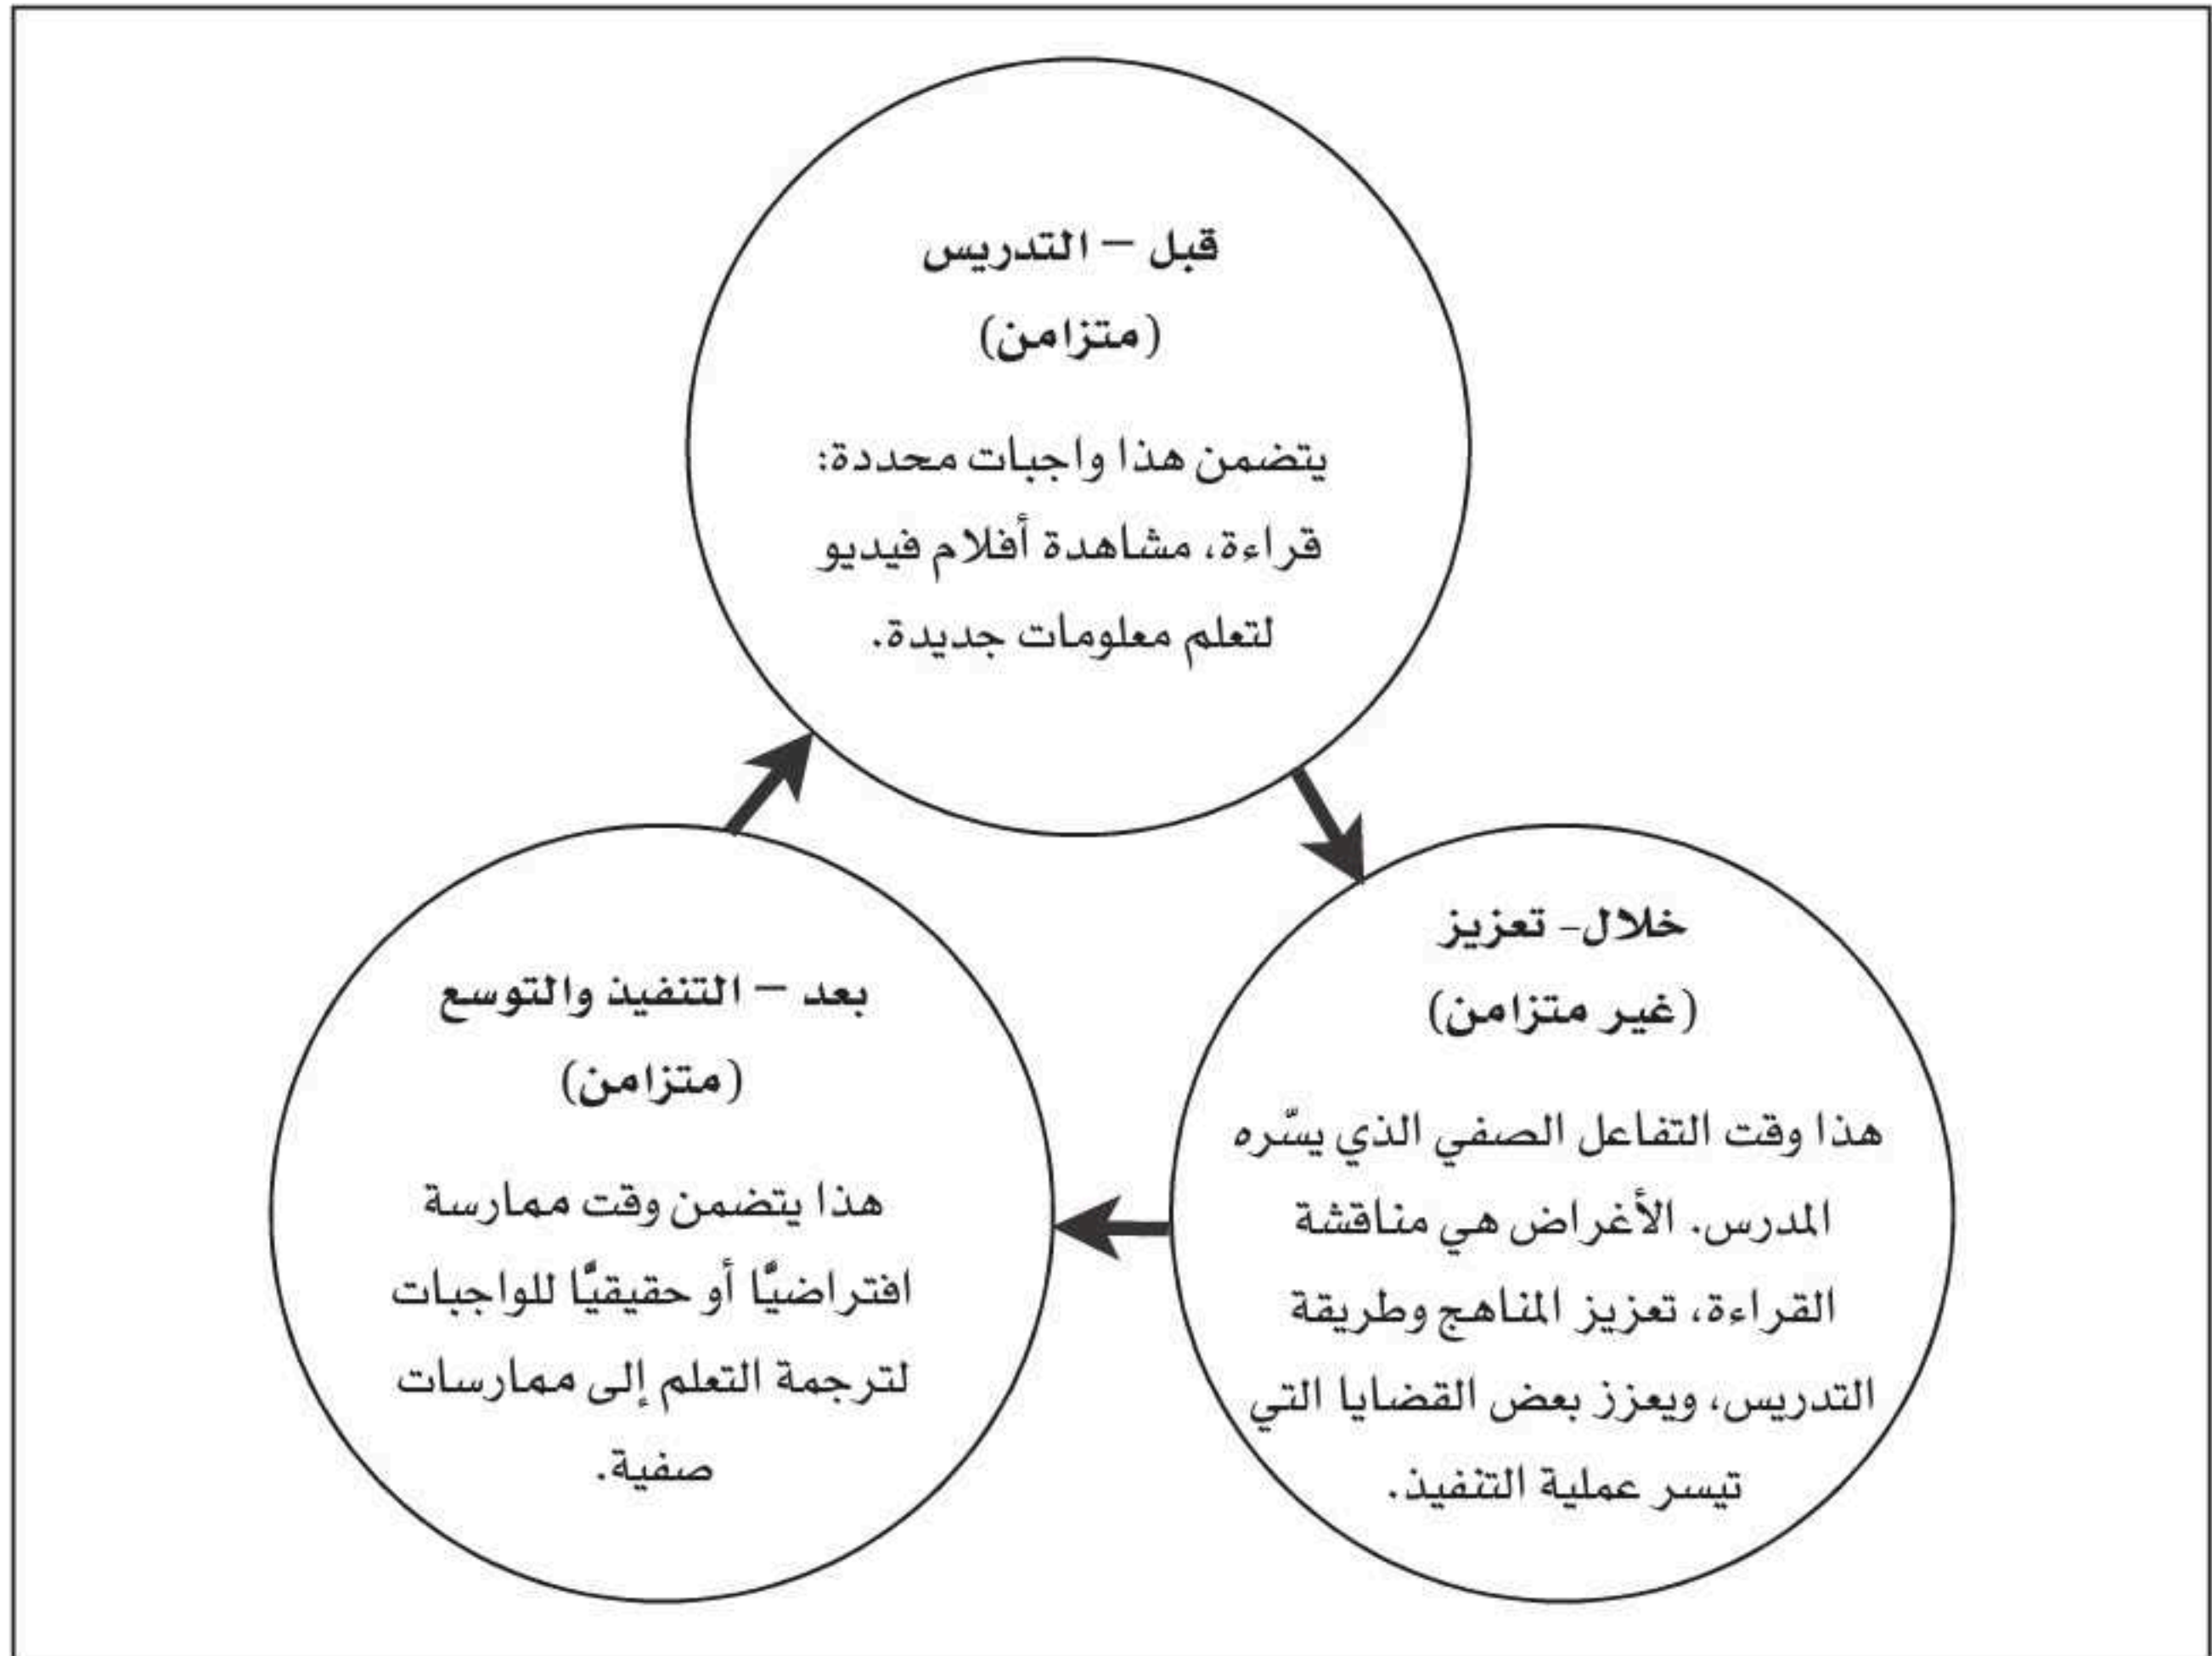 قبل – التدريس
(متزامن)
يتضمن هذا واجبات محددة:
قراءة، مشاهدة أفلام فيديو
لتعلم معلومات جديدة.
خلال- تعزيز
(غير متزامن)
هذا وقت التفاعل الصفي الذي يسّره
المدرس. الأغراض هي مناقشة
القراءة، تعزيز المناهج وطريقة
التدريس، ويعزز بعض القضايا التي
تيسر عملية التنفيذ.
بعد – التنفيذ والتوسع
(متزامن)
هذا يتضمن وقت ممارسة
افتراضيًّا أو حقيقيًّا للواجبات
لترجمة التعلم إلى ممارسات
صفية.